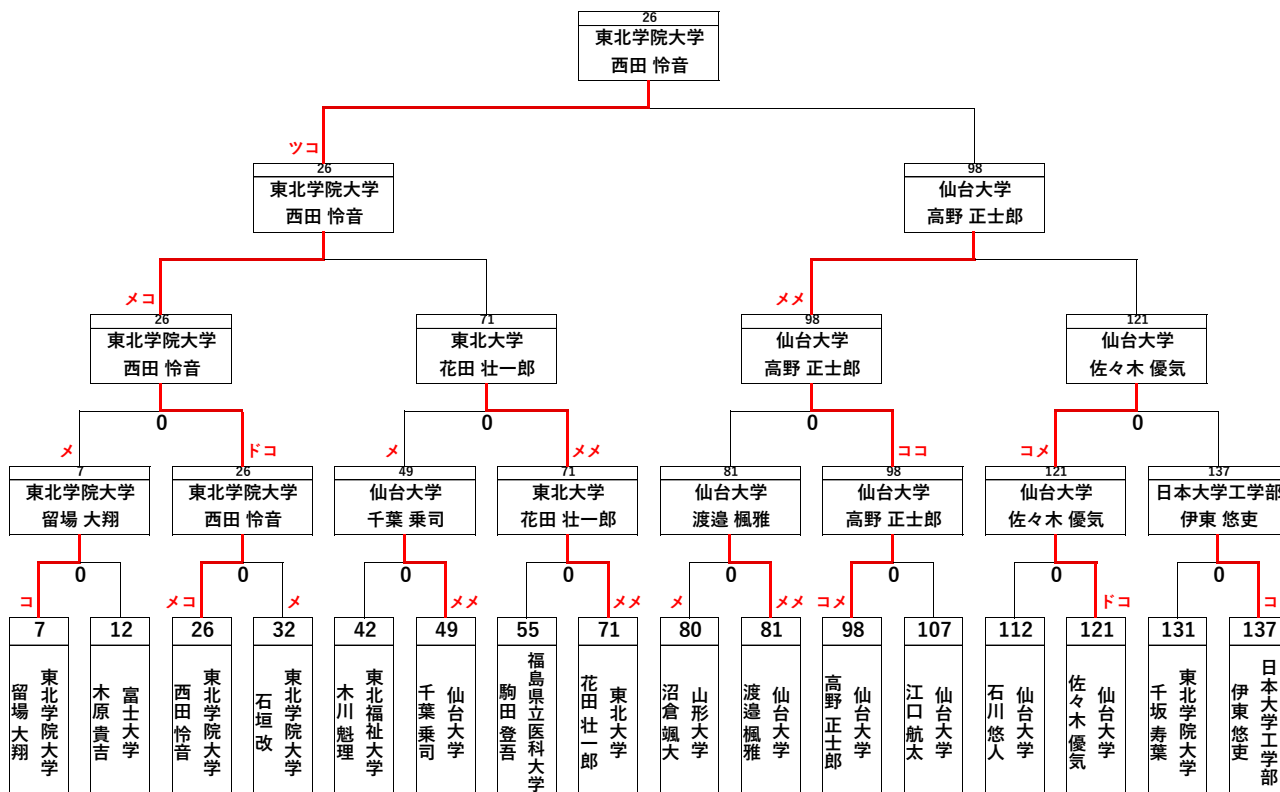 26
東北学院大学
西田 怜音
ツコ
26
東北学院大学
西田 怜音
98
仙台大学
高野 正士郎
メコ
メメ
26
東北学院大学
西田 怜音
71
東北大学
花田 壮一郎
98
仙台大学
高野 正士郎
121
仙台大学
佐々木 優気
0
0
0
0
メ
ドコ
メ
メメ
ココ
コメ
7
東北学院大学
留場 大翔
26
東北学院大学
西田 怜音
49
仙台大学
千葉 乗司
71
東北大学
花田 壮一郎
81
仙台大学
渡邉 楓雅
98
仙台大学
高野 正士郎
121
仙台大学
佐々木 優気
137
日本大学工学部
伊東 悠吏
0
0
0
0
0
0
0
0
コ
メコ
メ
メメ
メメ
メ
メメ
コメ
ドコ
コ
7
東北学院大学
留場 大翔
12
富士大学
木原 貴吉
26
東北学院大学
西田 怜音
32
東北学院大学
石垣 改
42
東北福祉大学
木川 魁理
49
仙台大学
千葉 乗司
55
福島県立医科大学
駒田 登吾
71
東北大学
花田 壮一郎
80
山形大学
沼倉 颯大
81
仙台大学
渡邉 楓雅
98
仙台大学
高野 正士郎
107
仙台大学
江口 航太
112
仙台大学
石川 悠人
121
仙台大学
佐々木 優気
131
東北学院大学
千坂 寿葉
137
日本大学工学部
伊東 悠吏